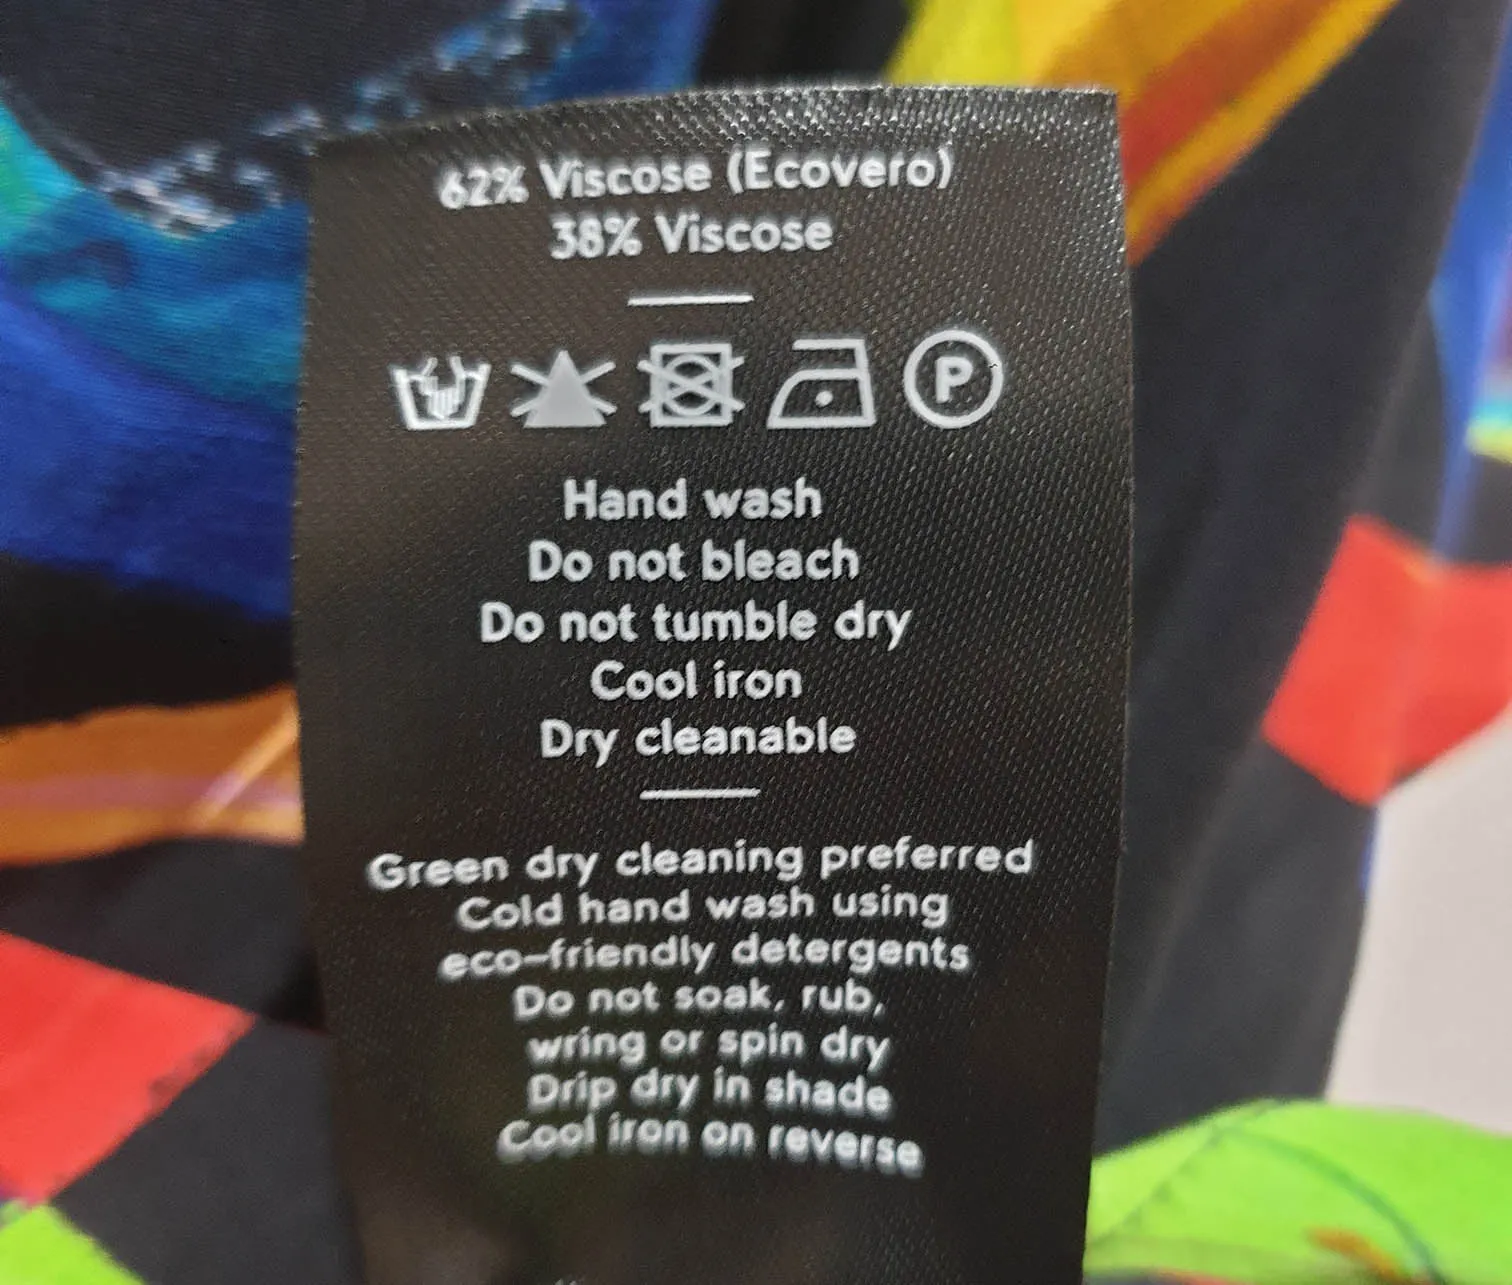 62% Viscose (Ecovero)
38% Viscose
P
Hand wash
Do not bleach
Do not tumble dry
Cool iron
Dry cleanable
Green dry cleaning preferred
Cold hand wash using
eco-friendly detergents
Do not soak, rub,
wring or spin dry
Drip dry in shade
Cool iron on reverse